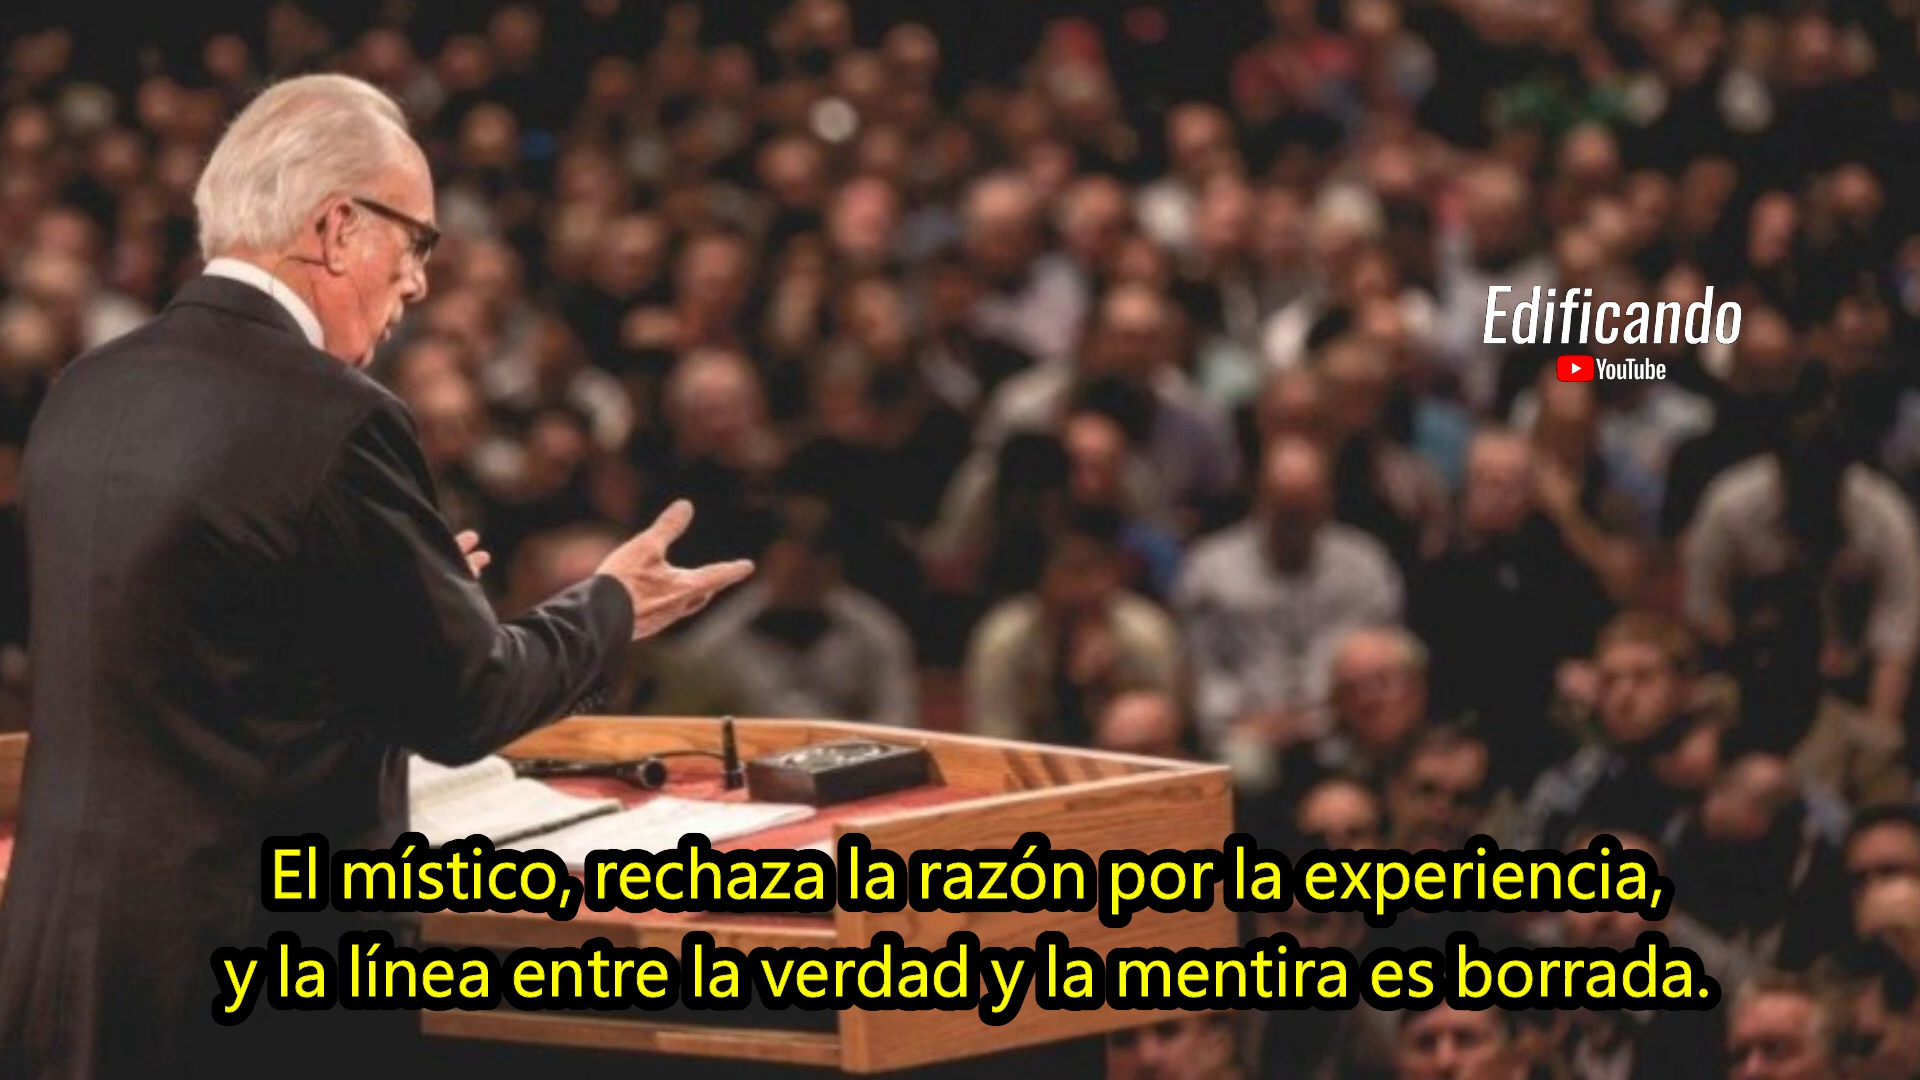 Edificando
YouTube
El místico, rechaza la razón por la experiencia,
y la línea entre la verdad y la mentira es borrada.